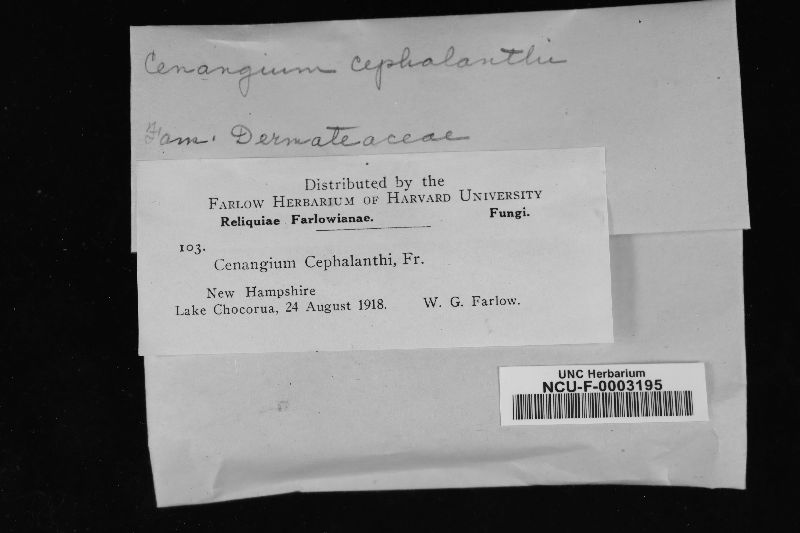 Cenangium cephalanthi
Fam. Dermateaceae
Distributed by the
FARLOW HERBARIUM OF HARVARD UNIVERSITY
Reliquiae Farlowianae. Fungi.
103.
Cenangium Cephalanthi, Fr.
New Hampshire
Lake Chocorua, 24 August 1918. W. G. Farlow.
UNC Herbarium
NCU-F-0003195